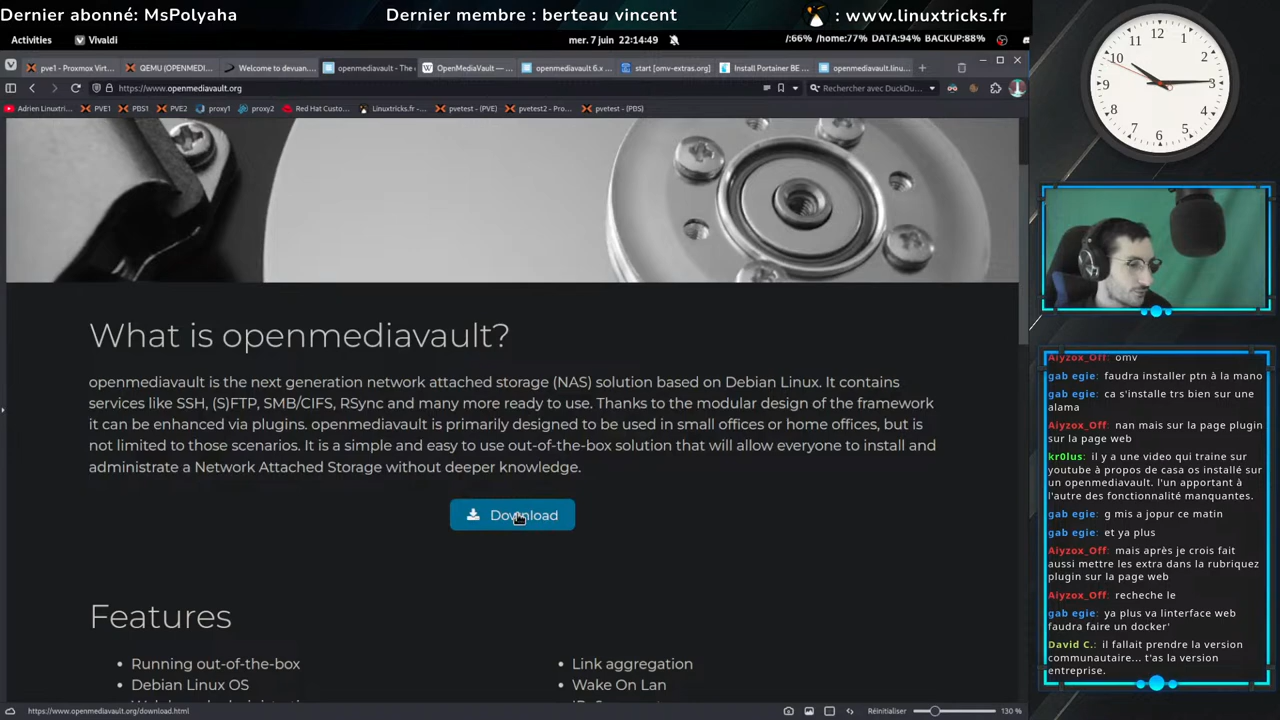 Dernier abonné: MsPolyaha
Dernier membre : berteau vincent
: www.linuxtricks.fr
Activities
Vivaldi
mer. 7 juin 22:14:49
/:66% /home:77% DATA:94% BACKUP:88%
pve1 - Proxmox Virt…
QEMU (OPENMEDI…
Welcome to devuan…
openmediavault - The
OpenMediaVault —…
openmediavault 6.x
start [omv-extras.org]
Install Portainer BE
openmediavault.linu…
https://www.openmediavault.org
Rechercher avec DuckDu…
Adrien Linuxtri…
PVE1
PBS1
PVE2
proxy1
proxy2
Red Hat Custo…
Linuxtricks.fr -…
pvetest - (PVE)
pvetest2 - Pro…
pvetest - (PBS)
What is openmediavault?
openmediavault is the next generation network attached storage (NAS) solution based on Debian Linux. It contains
services like SSH, (S)FTP, SMB/CIFS, RSync and many more ready to use. Thanks to the modular design of the framework
it can be enhanced via plugins. openmediavault is primarily designed to be used in small offices or home offices, but is
not limited to those scenarios. It is a simple and easy to use out-of-the-box solution that will allow everyone to install and
administrate a Network Attached Storage without deeper knowledge.
Download
Features
• Running out-of-the-box
• Debian Linux OS
• Link aggregation
• Wake On Lan
https://www.openmediavault.org/download.html
Réinitialiser
130 %
12
1
2
3
4
5
6
7
8
9
10
11
Aiyzox_Off: omv
gab egie: faudra installer ptn à la mano
gab egie: ca s'installe trs bien sur une
alama
Aiyzox_Off: nan mais sur la page plugin
sur la page web
kr0lus: il y a une video qui traine sur
youtube à propos de casa os installé sur
un openmediavault. l'un apportant à
l'autre des fonctionnalité manquantes.
gab egie: g mis a jopur ce matin
gab egie: et ya plus
Aiyzox_Off: mais après je crois fait
aussi mettre les extra dans la rubriquez
plugin sur la page web
Aiyzox_Off: recheche le
gab egie: ya plus va linterface web
faudra faire un docker'
David C.: il fallait prendre la version
communautaire... t'as la version
entreprise.